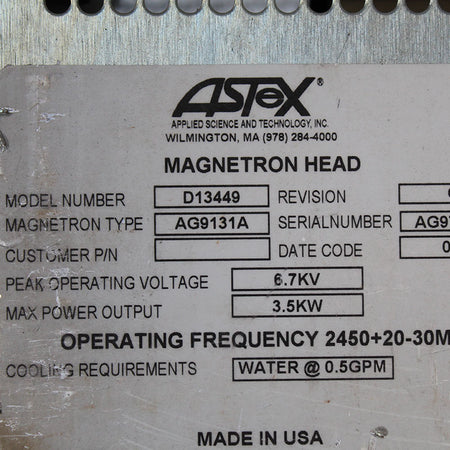 ASTeX®
APPLIED SCIENCE AND TECHNOLOGY, INC.
WILMINGTON, MA (978) 284-4000
MAGNETRON HEAD
MODEL NUMBER D13449 REVISION
MAGNETRON TYPE AG9131A SERIALNUMBER AG9
CUSTOMER P/N DATE CODE 0
PEAK OPERATING VOLTAGE 6.7KV
MAX POWER OUTPUT 3.5KW
OPERATING FREQUENCY 2450+20-30M
COOLING REQUIREMENTS WATER @ 0.5GPM
MADE IN USA